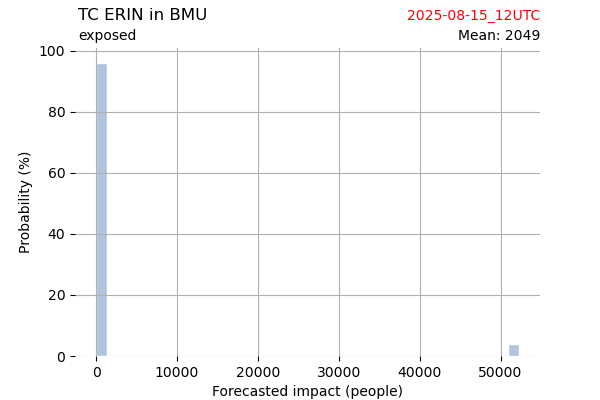 TC ERIN in BMU
2025-08-15_12UTC
exposed
Mean: 2049
100
80
60
40
20
0
Probability (%)
0 10000 20000 30000 40000 50000
Forecasted impact (people)